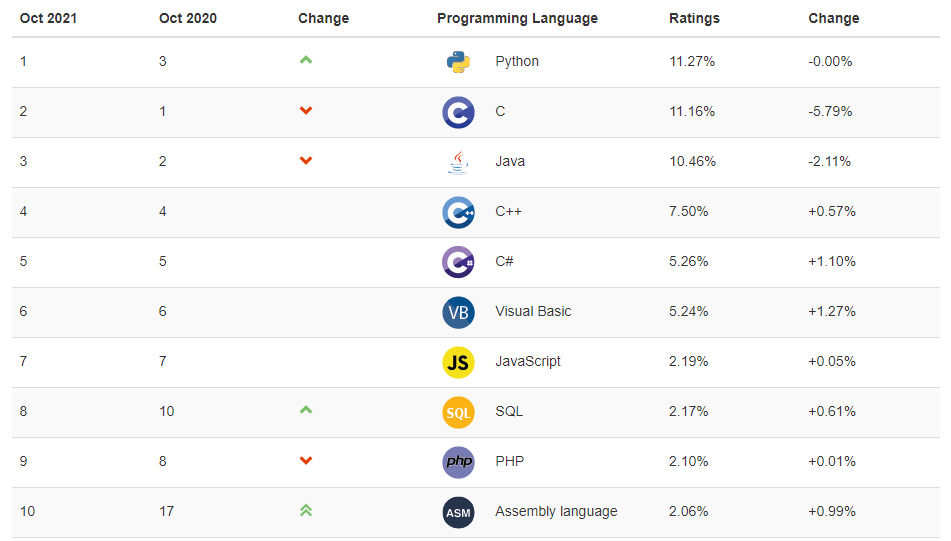 Oct 2021 Oct 2020 Change Programming Language Ratings Change
1 3 Python 11.27% -0.00%
2 1 C C 11.16% -5.79%
3 2 Java 10.46% -2.11%
4 4 C++ C++ 7.50% +0.57%
5 5 C# C# 5.26% +1.10%
6 6 VB Visual Basic 5.24% +1.27%
7 7 JS JavaScript 2.19% +0.05%
8 10 SQL SQL 2.17% +0.61%
9 8 php PHP 2.10% +0.01%
10 17 ASM Assembly language 2.06% +0.99%